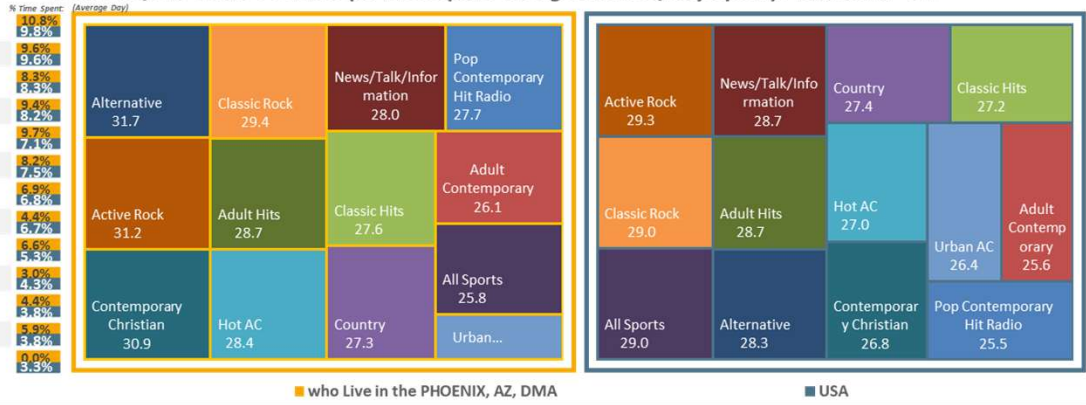 % Time Spent: (Average Day)
10.8%
9.8%
9.6%
9.6%
8.3%
8.3%
9.4%
8.2%
9.7%
7.1%
8.2%
7.5%
6.9%
6.8%
4.4%
6.7%
6.6%
5.3%
3.0%
4.3%
4.4%
3.8%
5.9%
3.8%
0.0%
3.3%
Alternative
31.7
Classic Rock
29.4
News/Talk/Infor
mation
28.0
Pop
Contemporary
Hit Radio
27.7
Active Rock
31.2
Adult Hits
28.7
Classic Hits
27.6
Adult
Contemporary
26.1
Contemporary
Christian
30.9
Hot AC
28.4
Country
27.3
All Sports
25.8
Urban...
Active Rock
29.3
News/Talk/Info
rmation
28.7
Country
27.4
Classic Hits
27.2
Classic Rock
29.0
Adult Hits
28.7
Hot AC
27.0
Urban AC
26.4
Adult
Contemp
orary
25.6
All Sports
29.0
Alternative
28.3
Contemporar
y Christian
26.8
Pop Contemporary
Hit Radio
25.5
who Live in the PHOENIX, AZ, DMA
USA